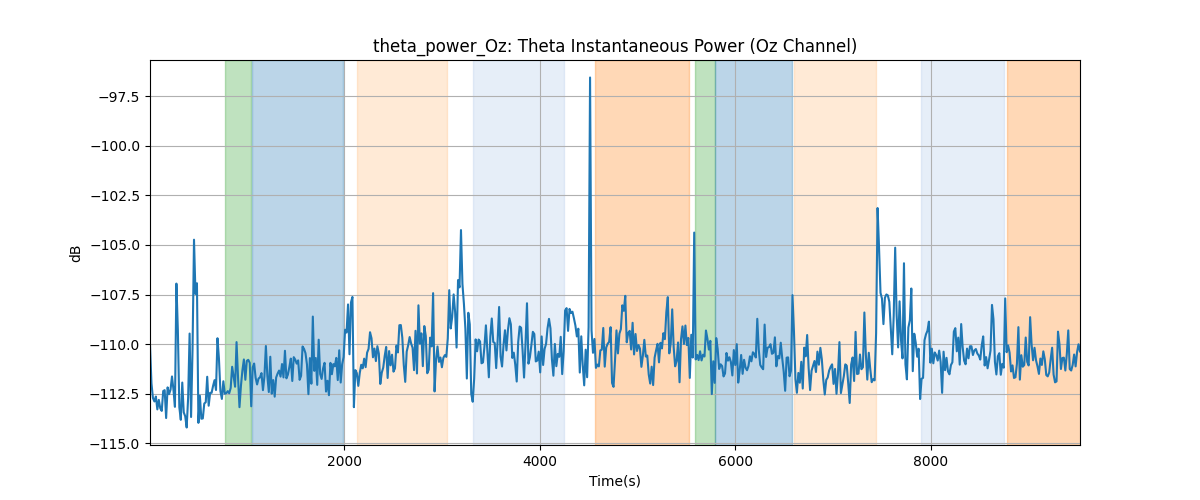 theta_power_Oz: Theta Instantaneous Power (Oz Channel)
−97.5
−100.0
−102.5
−105.0
−107.5
−110.0
−112.5
−115.0
dB
2000 4000 6000 8000
Time(s)